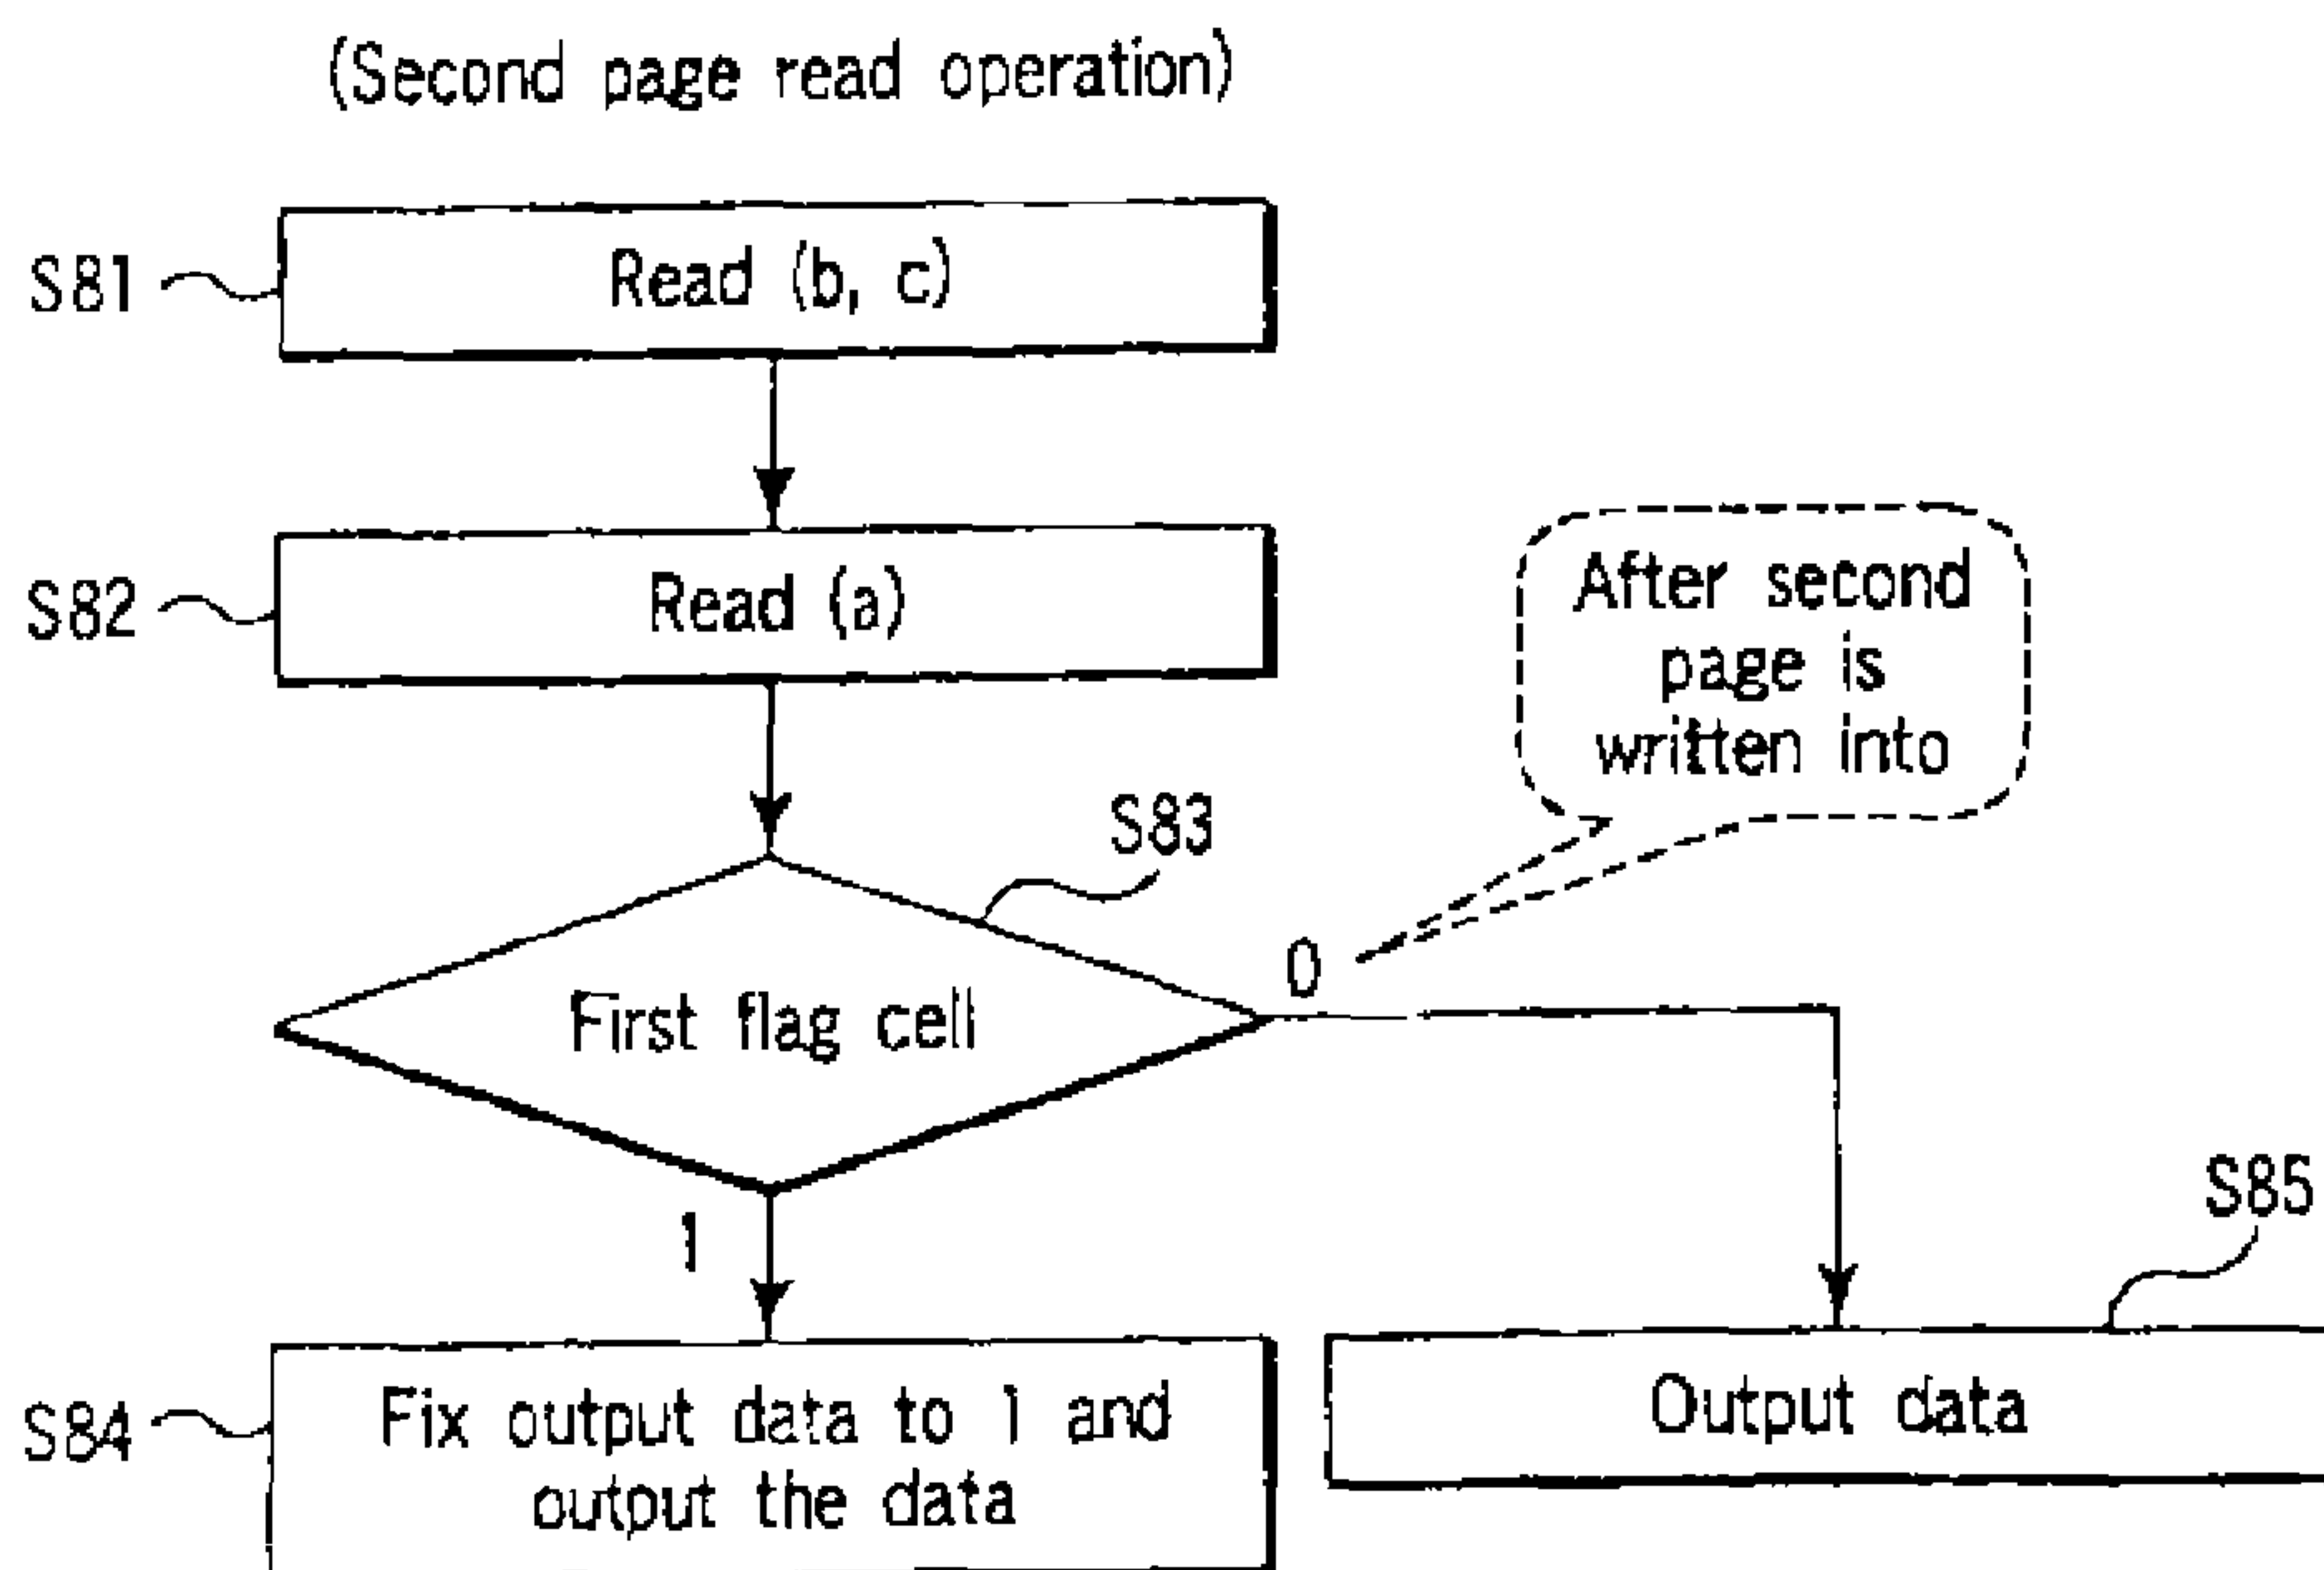 (Second page read operation)
S81
Read (b, c)
S82
Read (a)
After second
page is
written into
S83
0
First flag cell
1
S85
S84
Fix output data to 1 and
output the data
Output data